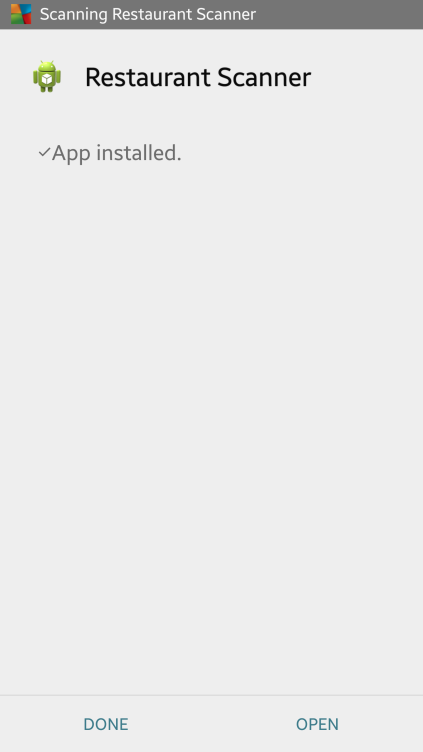 Scanning Restaurant Scanner
Restaurant Scanner
App installed.
DONE
OPEN